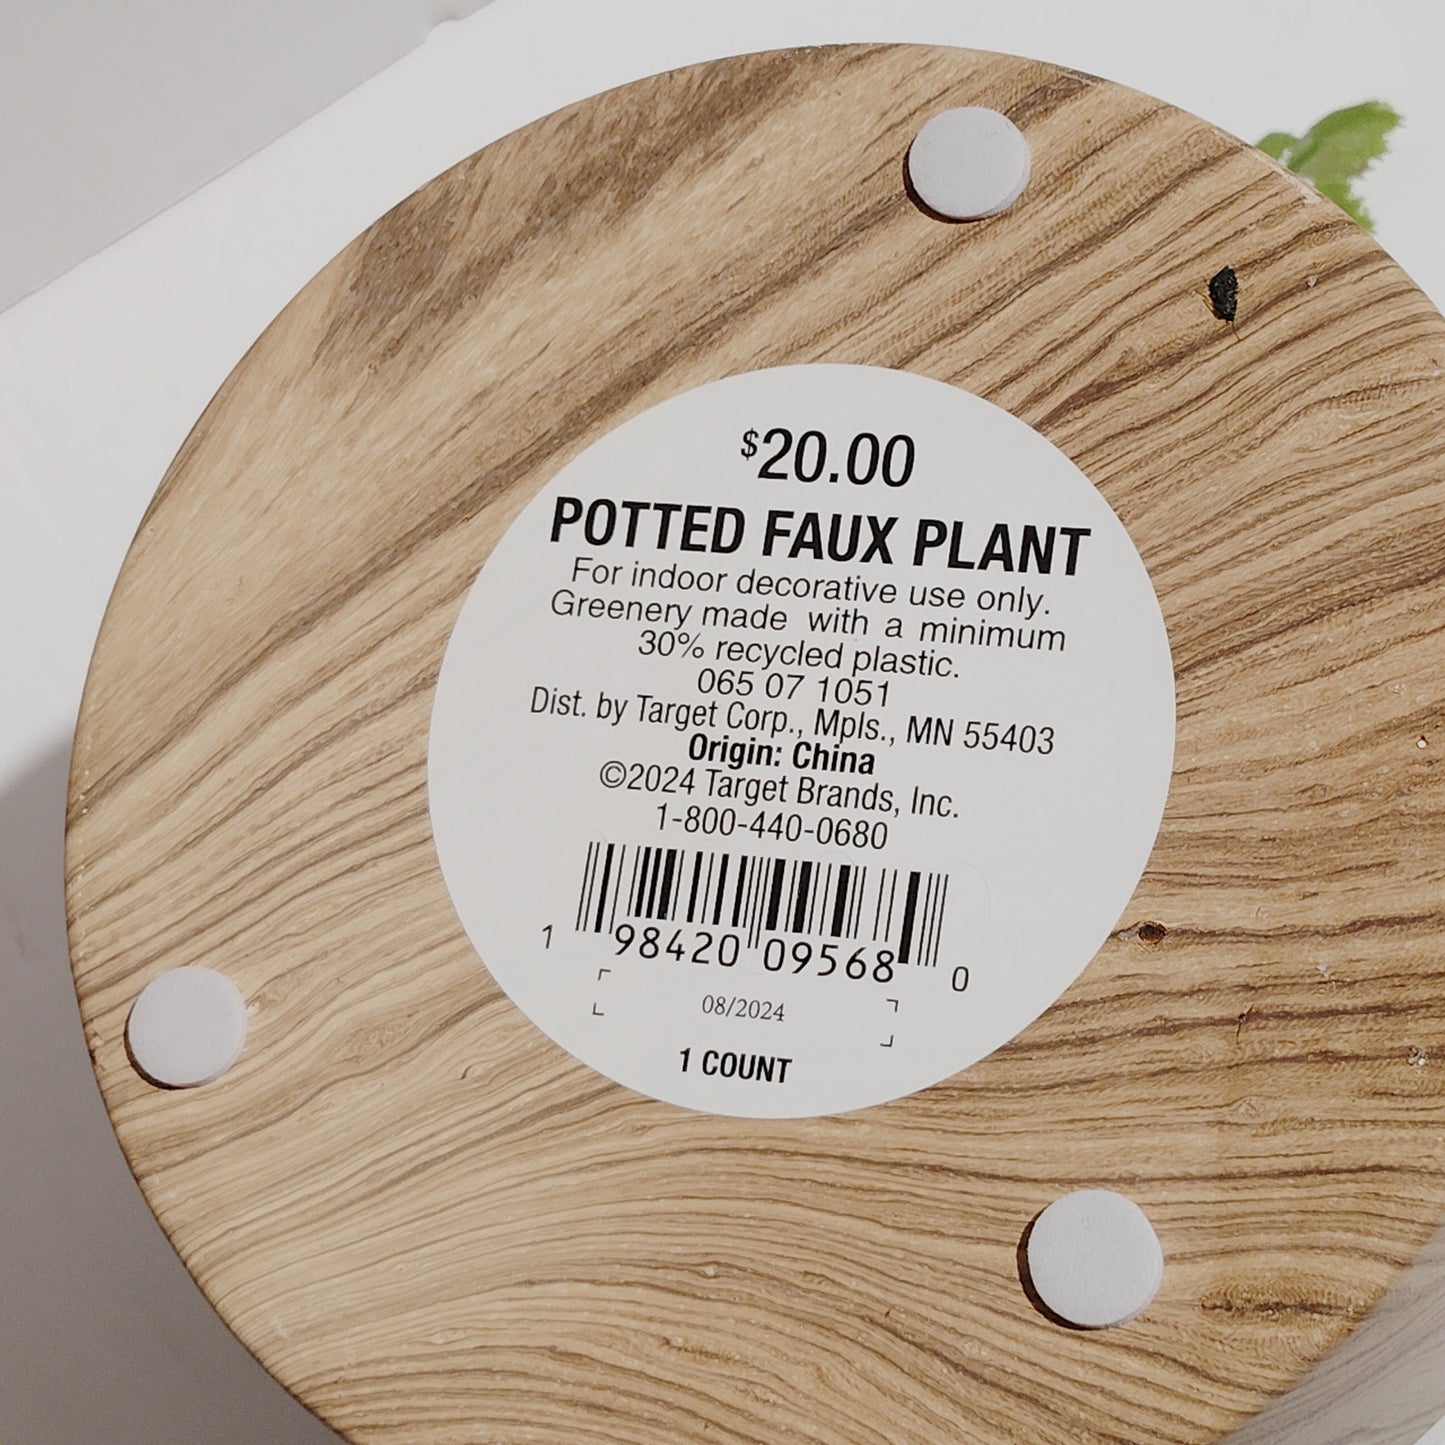 $20.00
POTTED FAUX PLANT
For indoor decorative use only.
Greenery made with a minimum
30% recycled plastic.
065 07 1051
Dist. by Target Corp., Mpls., MN 55403
Origin: China
©2024 Target Brands, Inc.
1-800-440-0680
1 98420 09568 0
08/2024
1 COUNT